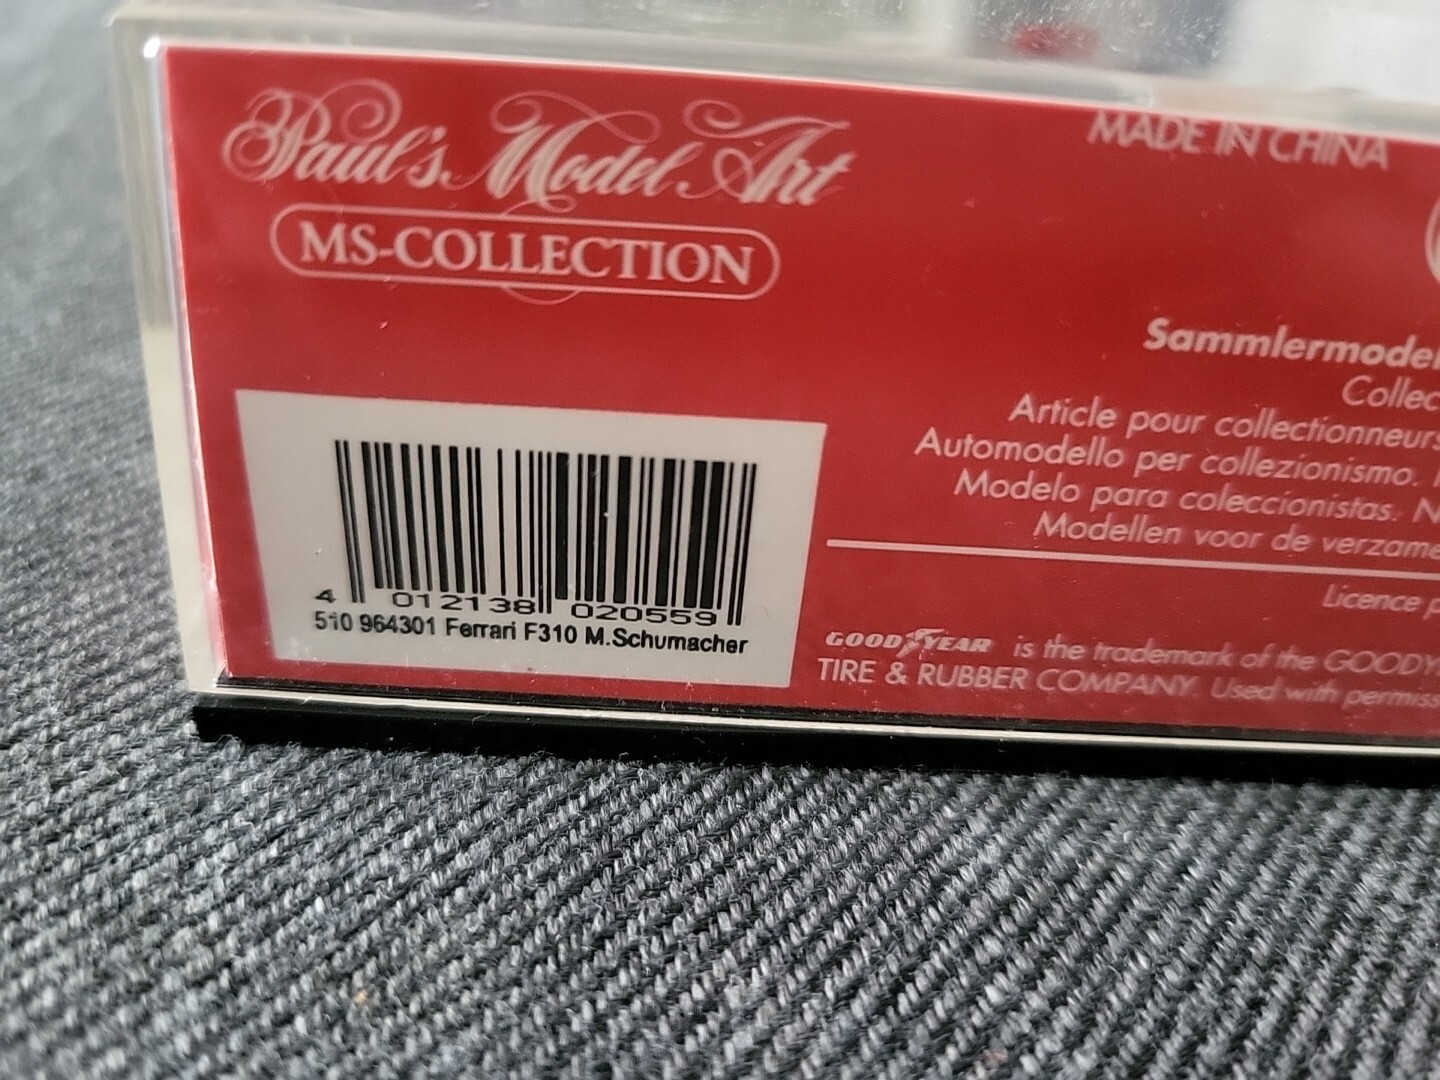 Paul's Model Art
MS-COLLECTION
MADE IN CHINA
Sammlermodel
Collec
Article pour collectionneurs
Automodello per collezionismo.
Modelo para coleccionistas. N
Modellen voor de verzame
Licence p
4 012138 020559
510 964301 Ferrari F310 M.Schumacher
GOODYEAR is the trademark of the GOODY
TIRE & RUBBER COMPANY. Used with permiss